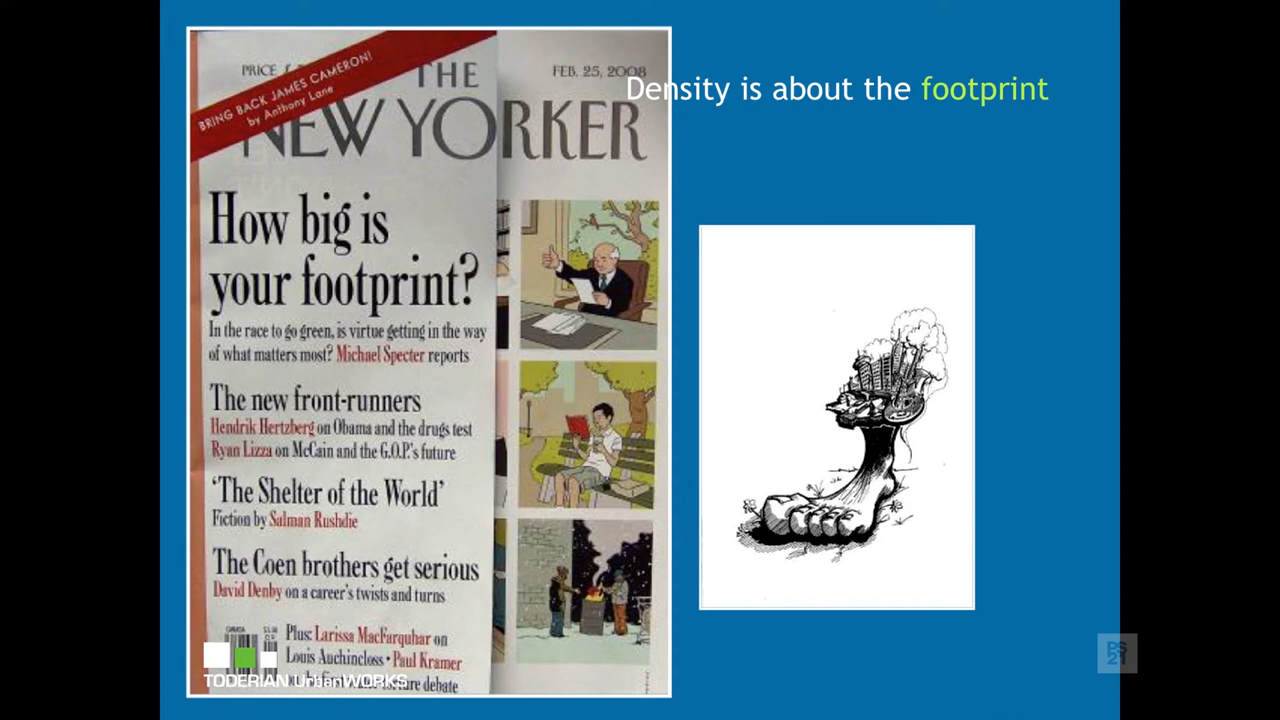 BRING BACK JAMES CAMERON!
by Anthony Lane
PRICE
THE
FEB. 25, 2008
NEW YORKER
Density is about the footprint
How big is
your footprint?
In the race to go green, is virtue getting in the way
of what matters most? Michael Specter reports
The new front-runners
Hendrik Hertzberg on Obama and the drugs test
Ryan Lizza on McCain and the G.O.P.'s future
'The Shelter of the World'
Fiction by Salman Rushdie
The Coen brothers get serious
David Denby on a career's twists and turns
Plus: Larissa MacFarquhar on
Louis Auchincloss • Paul Kramer
debate
TODERIAN UrbanWORKS
PS
21